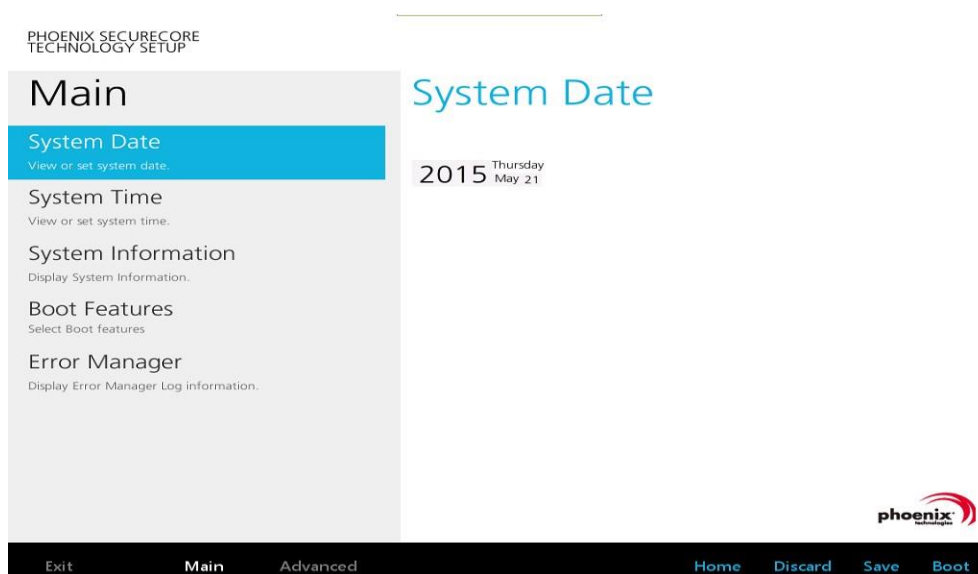 PHOENIX SECURECORE
TECHNOLOGY SETUP
Main
System Date
View or set system date.
System Time
View or set system time.
System Information
Display System Information.
Boot Features
Select Boot features
Error Manager
Display Error Manager Log information.
System Date
2015 Thursday
May 21
phoenix
technologies
Exit Main Advanced Home Discard Save Boot